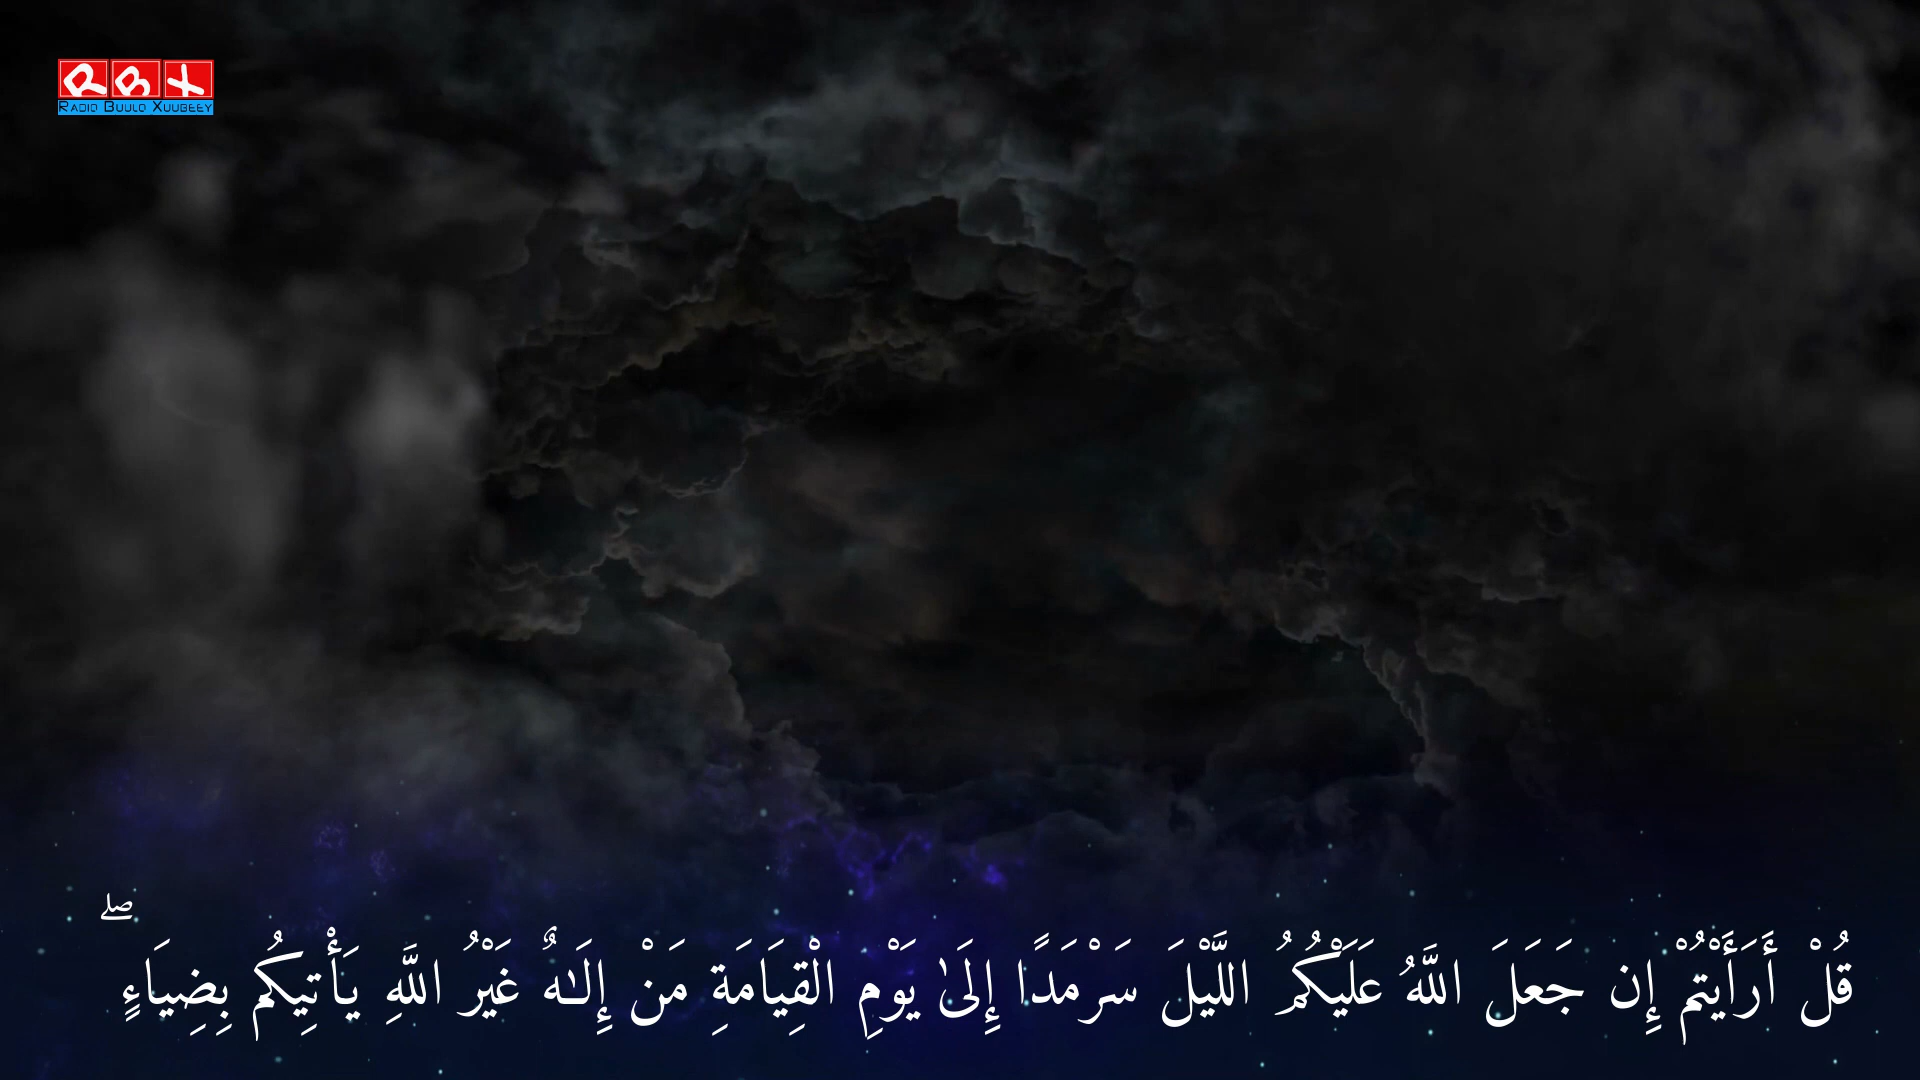 RBX
Radio Buulo Xuubeey
قُلْ أَرَأَيْتُمْ إِن جَعَلَ اللَّهُ عَلَيْكُمُ اللَّيْلَ سَرْمَدًا إِلَىٰ يَوْمِ الْقِيَامَةِ مَنْ إِلَـٰهٌ غَيْرُ اللَّهِ يَأْتِيكُم بِضِيَاءٍ ۖ